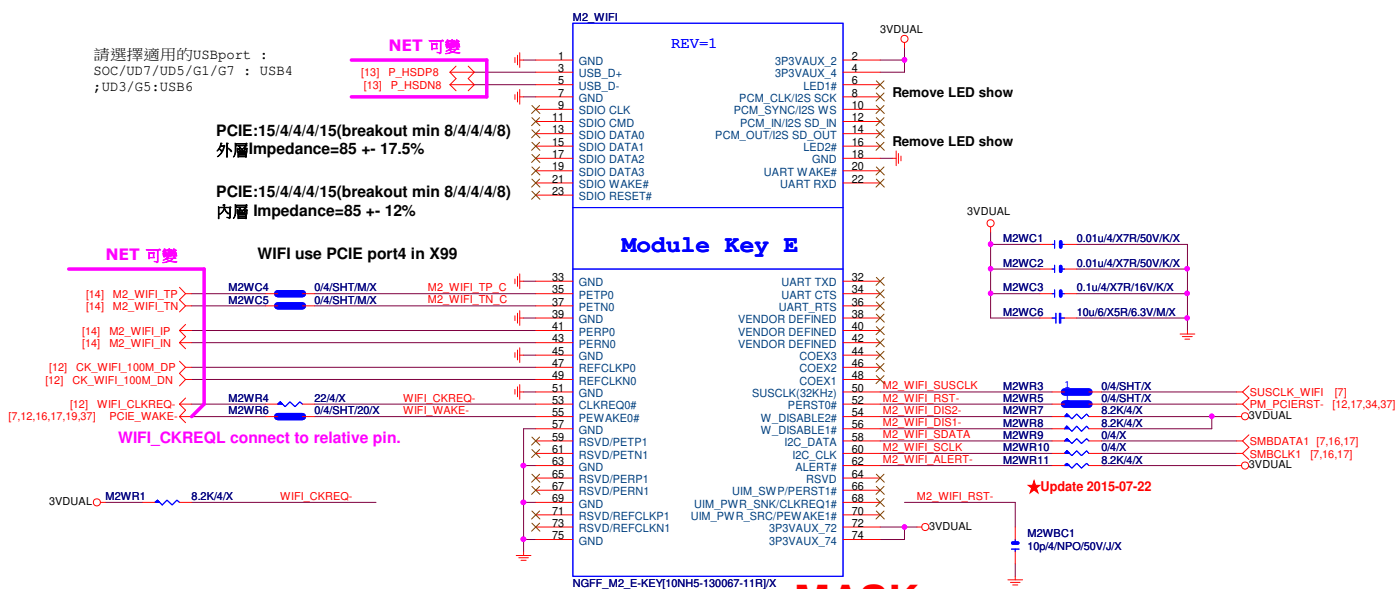 M2_WIFI
REV=1
請選擇適用的USBport :
SOC/UD7/UD5/G1/G7 : USB4
;UD3/G5:USB6
NET 可變
[13] P_HSDP8
[13] P_HSDN8
PCIE:15/4/4/4/15(breakout min 8/4/4/4/8)
外層Impedance=85 +- 17.5%
PCIE:15/4/4/4/15(breakout min 8/4/4/4/8)
內層 Impedance=85 +- 12%
WIFI use PCIE port4 in X99
1 GND
3 USB_D+
5 USB_D-
7 GND
9 SDIO CLK
11 SDIO CMD
13 SDIO DATA0
15 SDIO DATA1
17 SDIO DATA2
19 SDIO DATA3
21 SDIO WAKE#
23 SDIO RESET#
3VDUAL
3P3VAUX_2 2
3P3VAUX_4 4
LED1# 6
PCM_CLK/I2S SCK 8
PCM_SYNC/I2S WS 10
PCM_IN/I2S SD_IN 12
PCM_OUT/I2S SD_OUT 14
LED2# 16
GND 18
UART WAKE# 20
UART RXD 22
Remove LED show
Remove LED show
Module Key E
NET 可變
[14] M2_WIFI_TP M2WC4 0/4/SHT/M/X M2_WIFI_TP_C
[14] M2_WIFI_TN M2WC5 0/4/SHT/M/X M2_WIFI_TN_C
[14] M2_WIFI_IP
[14] M2_WIFI_IN
[12] CK_WIFI_100M_DP
[12] CK_WIFI_100M_DN
[12] WIFI_CLKREQ- M2WR4 22/4/X WIFI_CKREQ-
[7,12,16,17,19,37] PCIE_WAKE- M2WR6 0/4/SHT/20/X WIFI_WAKE-
WIFI_CKREQL connect to relative pin.
3VDUAL M2WR1 8.2K/4/X WIFI_CKREQ-
33 GND
35 PETP0
37 PETN0
39 GND
41 PERP0
43 PERN0
45 GND
47 REFCLKP0
49 REFCLKN0
51 GND
53 CLKREQ0#
55 PEWAKE0#
57 GND
59 RSVD/PETP1
61 RSVD/PETN1
63 GND
65 RSVD/PERP1
67 RSVD/PERN1
69 GND
71 RSVD/REFCLKP1
73 RSVD/REFCLKN1
75 GND
UART TXD 32
UART CTS 34
UART_RTS 36
VENDOR DEFINED 38
VENDOR DEFINED 40
VENDOR DEFINED 42
COEX3 44
COEX2 46
COEX1 48
SUSCLK(32KHz) 50
PERST0# 52
W_DISABLE2# 54
W_DISABLE1# 56
I2C_DATA 58
I2C_CLK 60
ALERT# 62
RSVD 64
UIM_SWP/PERST1# 66
UIM_PWR_SNK/CLKREQ1# 68
UIM_PWR_SRC/PEWAKE1# 70
3P3VAUX_72 72
3P3VAUX_74 74
3VDUAL
M2WC1 0.01u/4/X7R/50V/K/X
M2WC2 0.01u/4/X7R/50V/K/X
M2WC3 0.1u/4/X7R/16V/K/X
M2WC6 10u/6/X5R/6.3V/M/X
M2_WIFI_SUSCLK M2WR3 1 0/4/SHT/X SUSCLK_WIFI [7]
M2_WIFI_RST- M2WR5 0/4/SHT/X PM_PCIERST- [12,17,34,37]
M2_WIFI_DIS2- M2WR7 8.2K/4/X 3VDUAL
M2_WIFI_DIS1- M2WR8 8.2K/4/X
M2_WIFI_SDATA M2WR9 0/4/X SMBDATA1 [7,16,17]
M2_WIFI_SCLK M2WR10 0/4/X SMBCLK1 [7,16,17]
M2_WIFI_ALERT- M2WR11 8.2K/4/X 3VDUAL
★Update 2015-07-22
M2_WIFI_RST-
3VDUAL
M2WBC1
10p/4/NPO/50V/J/X
NGFF_M2_E-KEY[10NH5-130067-11R]/X
MASK